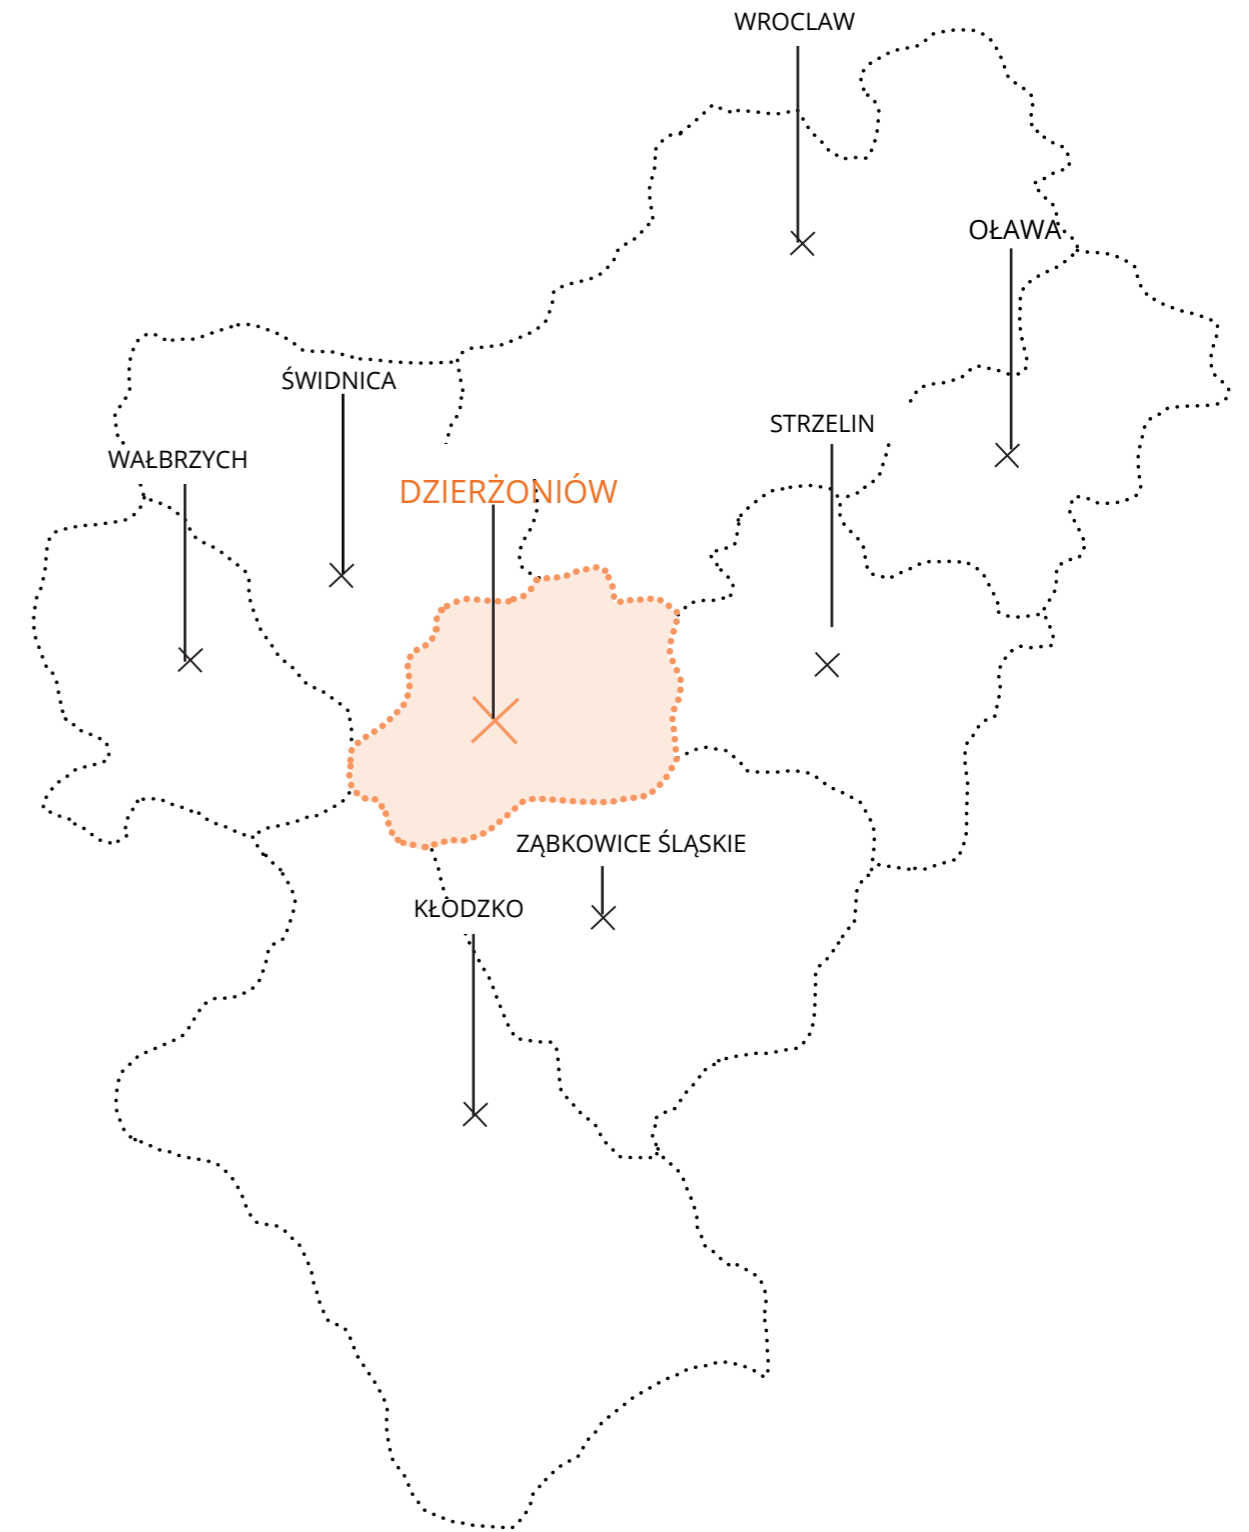 WROCLAW
OŁAWA
ŚWIDNICA
STRZELIN
WAŁBRZYCH
DZIERŻONIÓW
ZĄBKOWICE ŚLĄSKIE
KŁODZKO